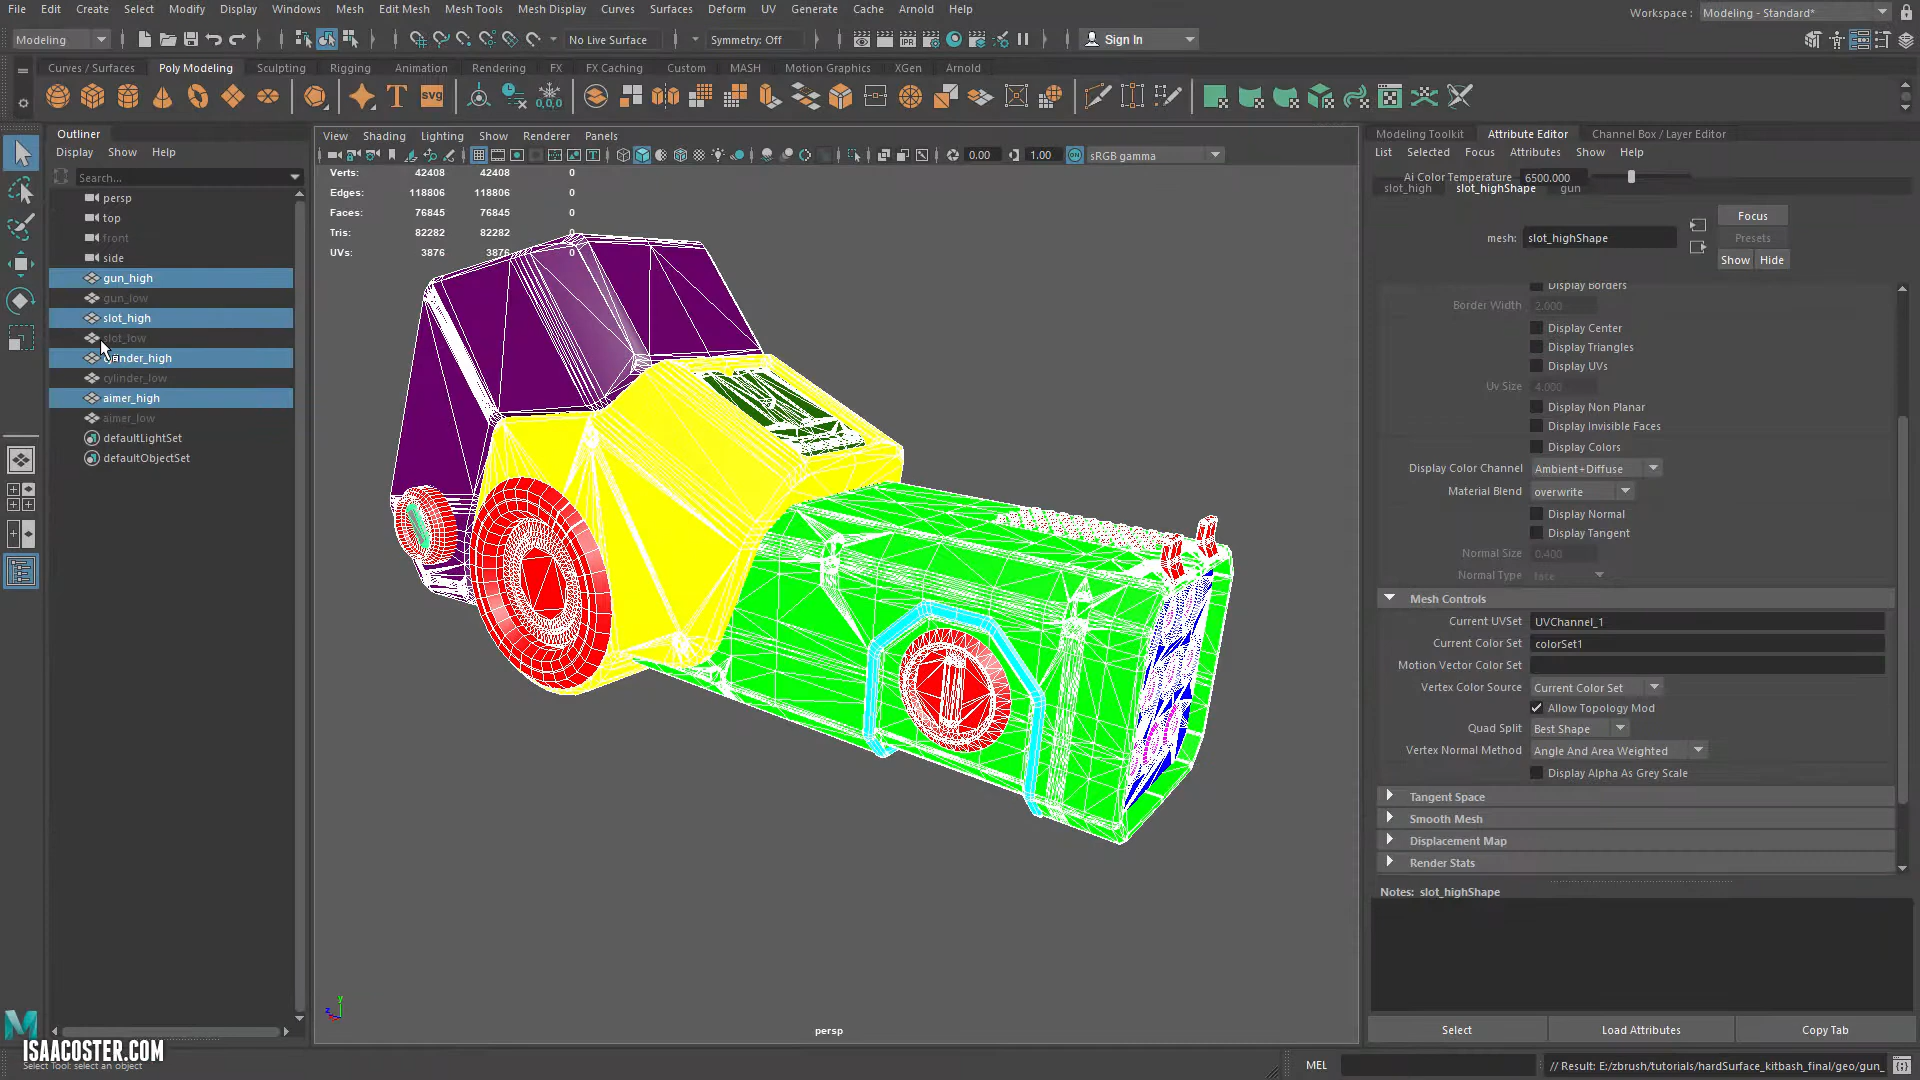 File Edit Create Select Modify Display Windows Mesh Edit Mesh Mesh Tools Mesh Display Curves Surfaces Deform UV Generate Cache Arnold Help
Workspace : Modeling - Standard*
Modeling No Live Surface Symmetry: Off Sign In
Curves / Surfaces Poly Modeling Sculpting Rigging Animation Rendering FX FX Caching Custom MASH Motion Graphics XGen Arnold
Outliner
Display Show Help
Search...
persp
top
front
side
gun_high
gun_low
slot_high
slot_low
cylinder_high
cylinder_low
aimer_high
aimer_low
defaultLightSet
defaultObjectSet
View Shading Lighting Show Renderer Panels
0.00 1.00 sRGB gamma
Verts: 42408 42408 0
Edges: 118806 118806 0
Faces: 76845 76845 0
Tris: 82282 82282 0
UVs: 3876 3876 0
persp
Modeling Toolkit Attribute Editor Channel Box / Layer Editor
List Selected Focus Attributes Show Help
Ai Color Temperature 6500.000
slot_high slot_highShape gun
mesh: slot_highShape
Focus
Presets
Show Hide
Display Borders
Border Width 2.000
Display Center
Display Triangles
Display UVs
Uv Size 4.000
Display Non Planar
Display Invisible Faces
Display Colors
Display Color Channel Ambient+Diffuse
Material Blend overwrite
Display Normal
Display Tangent
Normal Size 0.400
Normal Type face
Mesh Controls
Current UVSet UVChannel_1
Current Color Set colorSet1
Motion Vector Color Set
Vertex Color Source Current Color Set
Allow Topology Mod
Quad Split Best Shape
Vertex Normal Method Angle And Area Weighted
Display Alpha As Grey Scale
Tangent Space
Smooth Mesh
Displacement Map
Render Stats
Notes: slot_highShape
Select Load Attributes Copy Tab
ISAACOSTER.COM
Select Tool: select an object
MEL // Result: E:/zbrush/tutorials/hardSurface_kitbash_final/geo/gun_